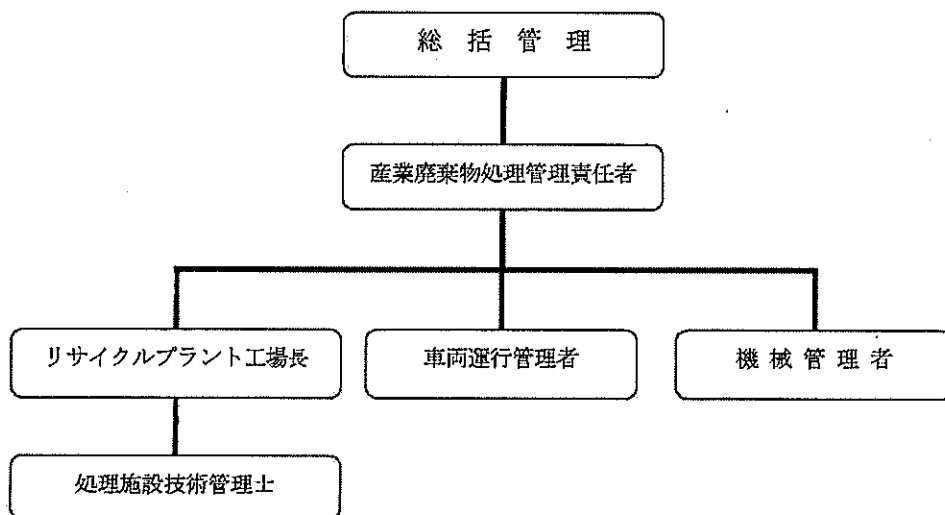 総括管理
産業廃棄物処理管理責任者
リサイクルプラント工場長
車両運行管理者
機械管理者
処理施設技術管理士